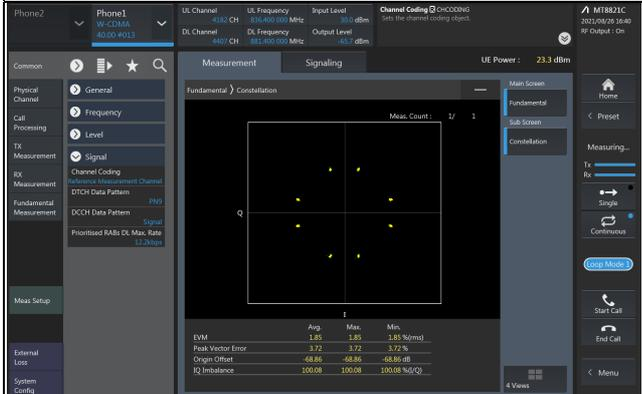 Phone2
Phone1
W-CDMA
40.00 #013
UL Channel
4182 CH
UL Frequency
836.400 000 MHz
Input Level
30.0 dBm
DL Channel
4407 CH
DL Frequency
881.400 000 MHz
Output Level
-65.7 dBm
Channel Coding CHCODING
Sets the channel coding object.
MT8821C
2021/08/26 16:40
RF Output : On
Common
Physical
Channel
Call
Processing
TX
Measurement
RX
Measurement
Fundamental
Measurement
Meas Setup
External
Loss
System
Config
General
Frequency
Level
Signal
Channel Coding
Reference Measurement Channel
DTCH Data Pattern
PN9
DCCH Data Pattern
Signal
Prioritised RABs DL Max. Rate
12.2kbps
Measurement
Signaling
UE Power : 23.3 dBm
Fundamental Constellation
Meas. Count : 1/ 1
Q
I
Avg. Max. Min.
EVM 1.85 1.85 1.85 %(rms)
Peak Vector Error 3.72 3.72 3.72 %
Origin Offset -68.86 -68.86 -68.86 dB
IQ Imbalance 100.08 100.08 100.08 %(I/Q)
Main Screen
Fundamental
Sub Screen
Constellation
4 Views
Home
Preset
Measuring...
Tx
Rx
Single
Continuous
Loop Mode 1
Start Call
End Call
Menu